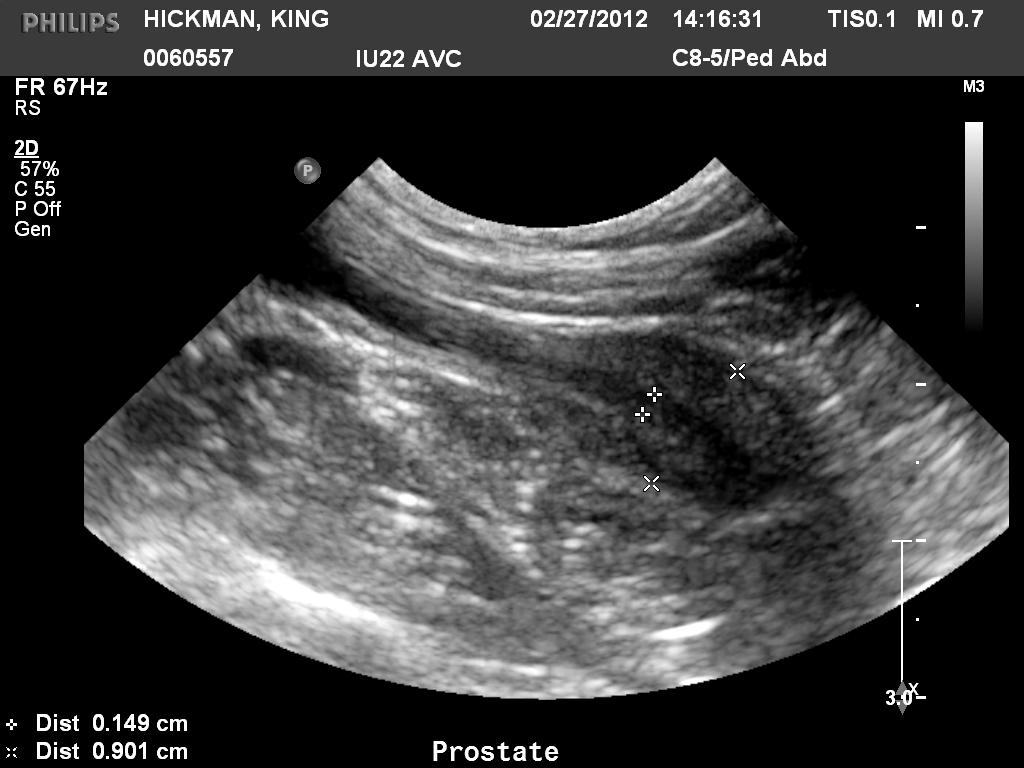 PHILIPS HICKMAN, KING 02/27/2012 14:16:31 TIS0.1 MI 0.7
0060557 IU22 AVC C8-5/Ped Abd
FR 67Hz
RS
M3
2D
57%
C 55
P Off
Gen
P
X
3.0
Dist 0.149 cm
Dist 0.901 cm
Prostate